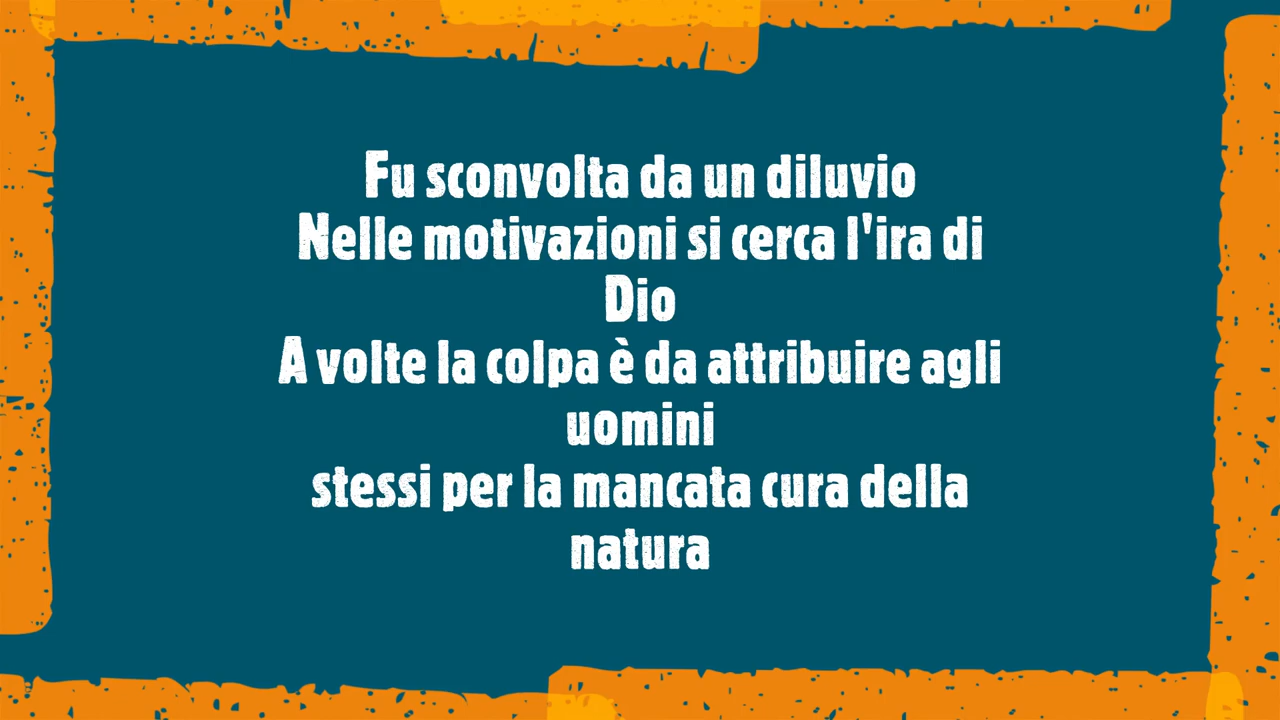 Fu sconvolta da un diluvio
Nelle motivazioni si cerca l'ira di
Dio
A volte la colpa è da attribuire agli
uomini
stessi per la mancata cura della
natura